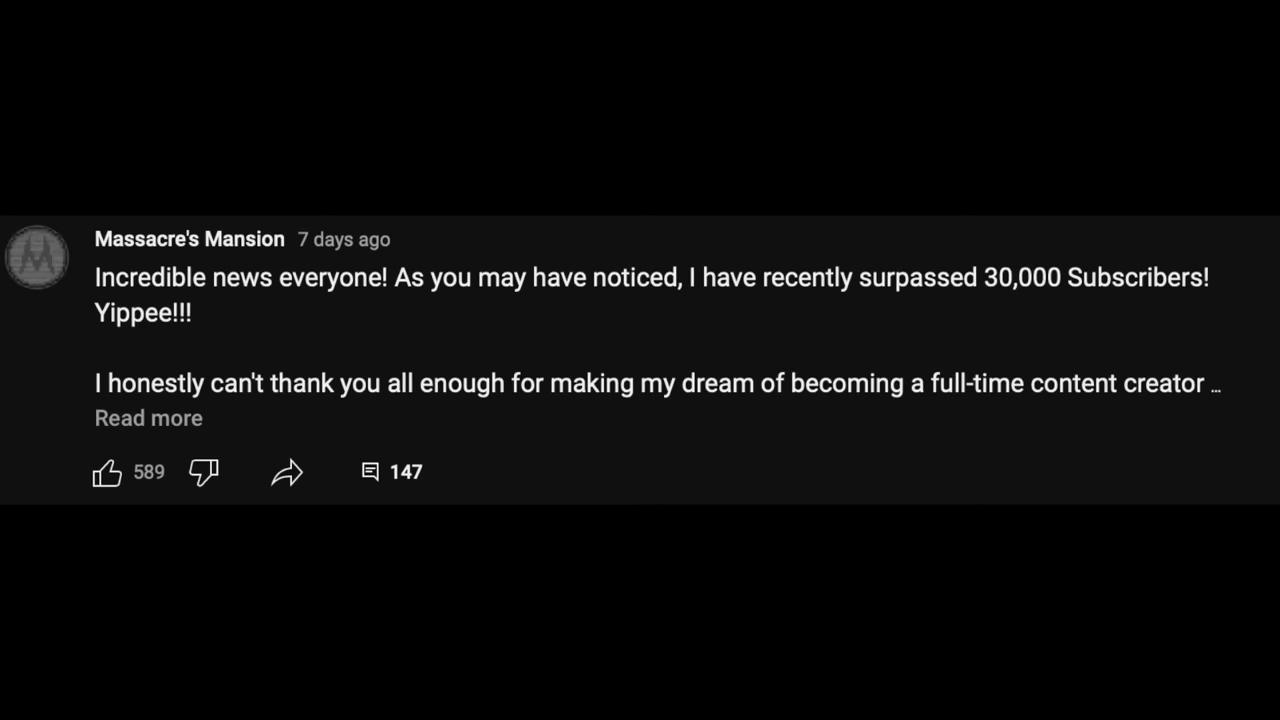 Massacre's Mansion 7 days ago
Incredible news everyone! As you may have noticed, I have recently surpassed 30,000 Subscribers!
Yippee!!!
I honestly can't thank you all enough for making my dream of becoming a full-time content creator ...
Read more
589 147